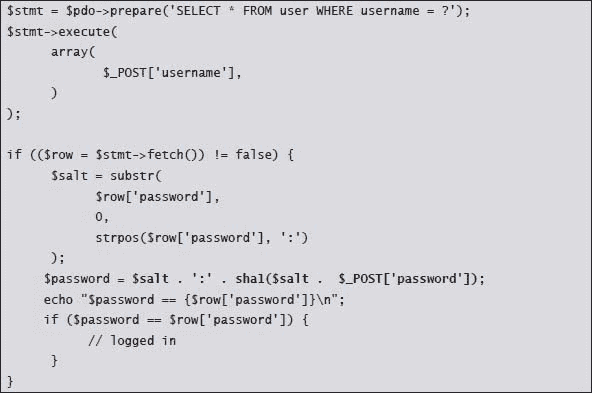 $stmt = $pdo->prepare('SELECT * FROM user WHERE username = ?');
$stmt->execute(
array(
$_POST['username'],
)
);
if (($row = $stmt->fetch()) != false) {
$salt = substr(
$row['password'],
0,
strpos($row['password'], ':')
);
$password = $salt . ':' . sha1($salt . $_POST['password']);
echo "$password == {$row['password']}\n";
if ($password == $row['password']) {
// logged in
}
}